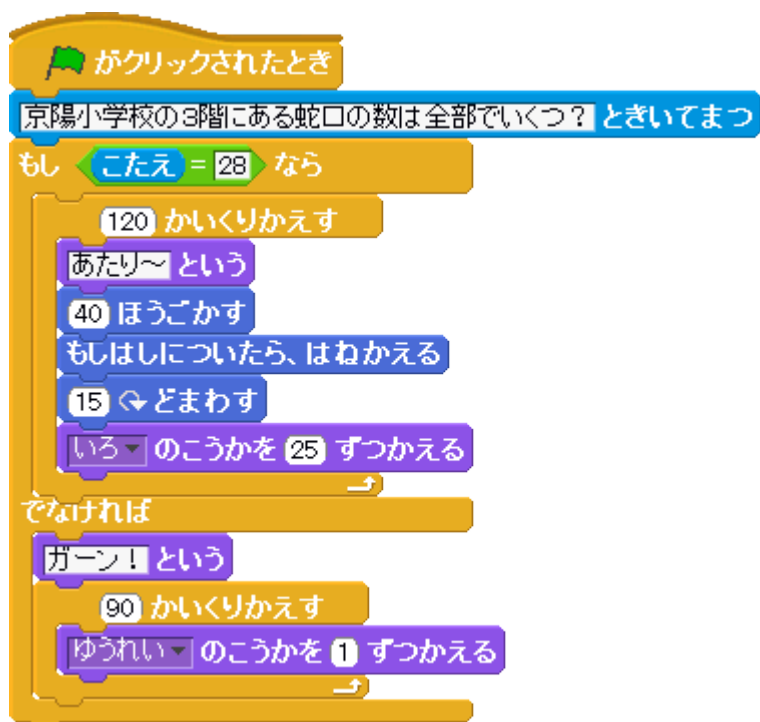 がクリックされたとき
京陽小学校の3階にある蛇口の数は全部でいくつ？ ときいてまつ
もし こたえ = 28 なら
120 かいくりかえす
あたり～ という
40 ほうごかす
もしはしについたら、はねかえる
15 どまわす
いろ のこうかを 25 ずつかえる
でなければ
ガーン！ という
90 かいくりかえす
ゆうれい のこうかを 1 ずつかえる